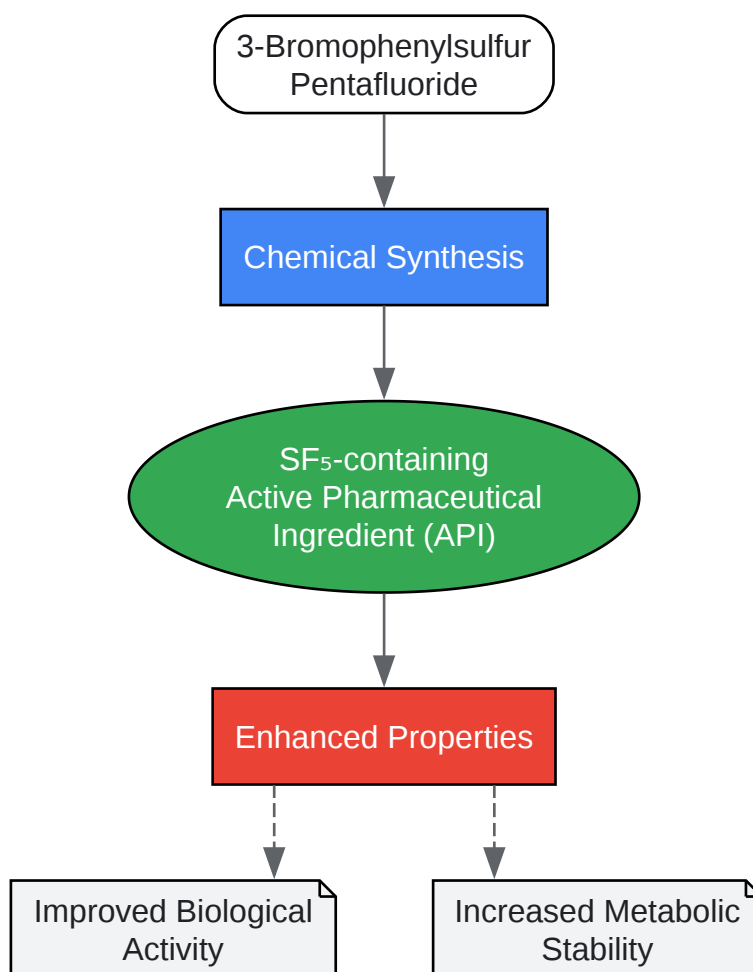 3-Bromophenylsulfur
Pentafluoride
Chemical Synthesis
SF₅-containing
Active Pharmaceutical
Ingredient (API)
Enhanced Properties
Improved Biological
Activity
Increased Metabolic
Stability